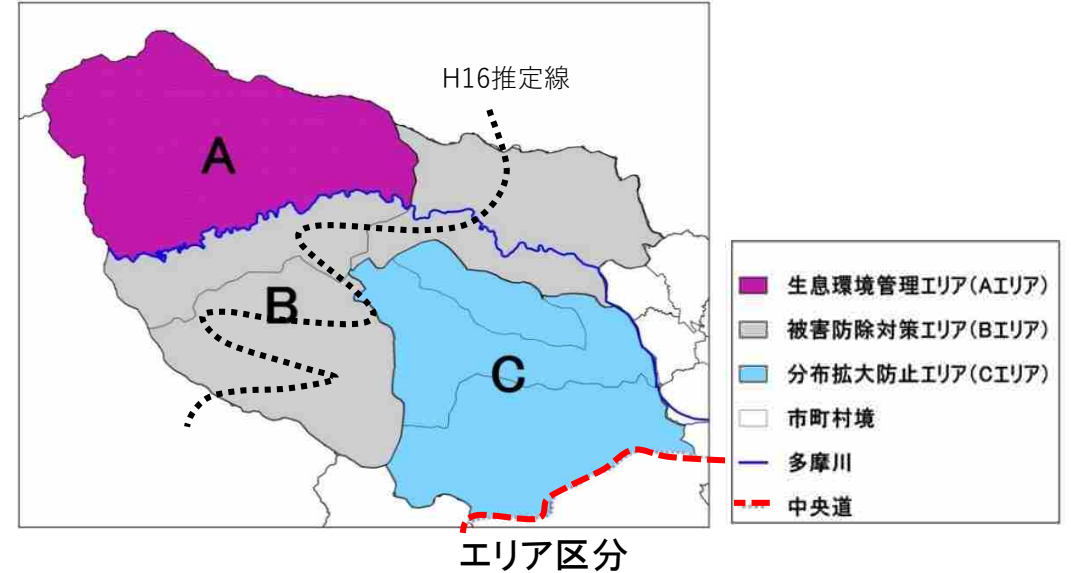 H16推定線
A
B
C
生息環境管理エリア(Aエリア)
被害防除対策エリア(Bエリア)
分布拡大防止エリア(Cエリア)
市町村境
多摩川
中央道
エリア区分